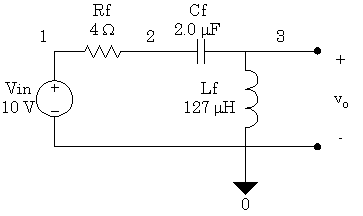 Rf
4 Ω
Cf
2.0 μF
1
2
3
Vin
10 V
+
−
Lf
127 μH
+
vo
-
0